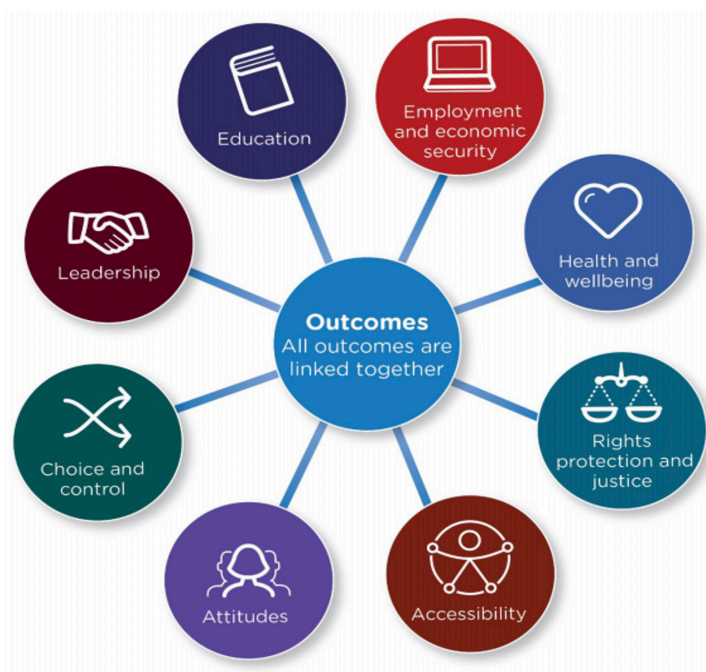 Education
Employment
and economic
security
Leadership
Health and
wellbeing
Outcomes
All outcomes are
linked together
Choice and
control
Rights
protection and
justice
Attitudes
Accessibility